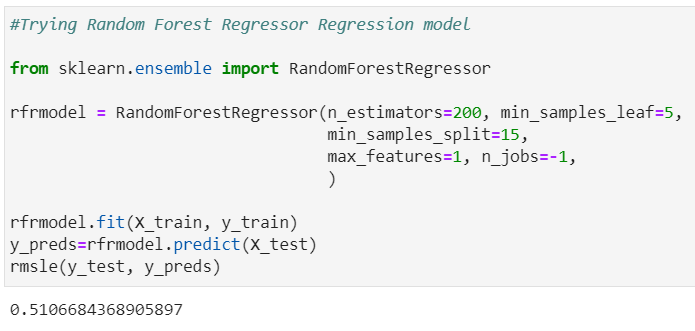 #Trying Random Forest Regressor Regression model
from sklearn.ensemble import RandomForestRegressor
rfrmodel = RandomForestRegressor(n_estimators=200, min_samples_leaf=5,
min_samples_split=15,
max_features=1, n_jobs=-1,
)
rfrmodel.fit(X_train, y_train)
y_preds=rfrmodel.predict(X_test)
rmsle(y_test, y_preds)
0.5106684368905897